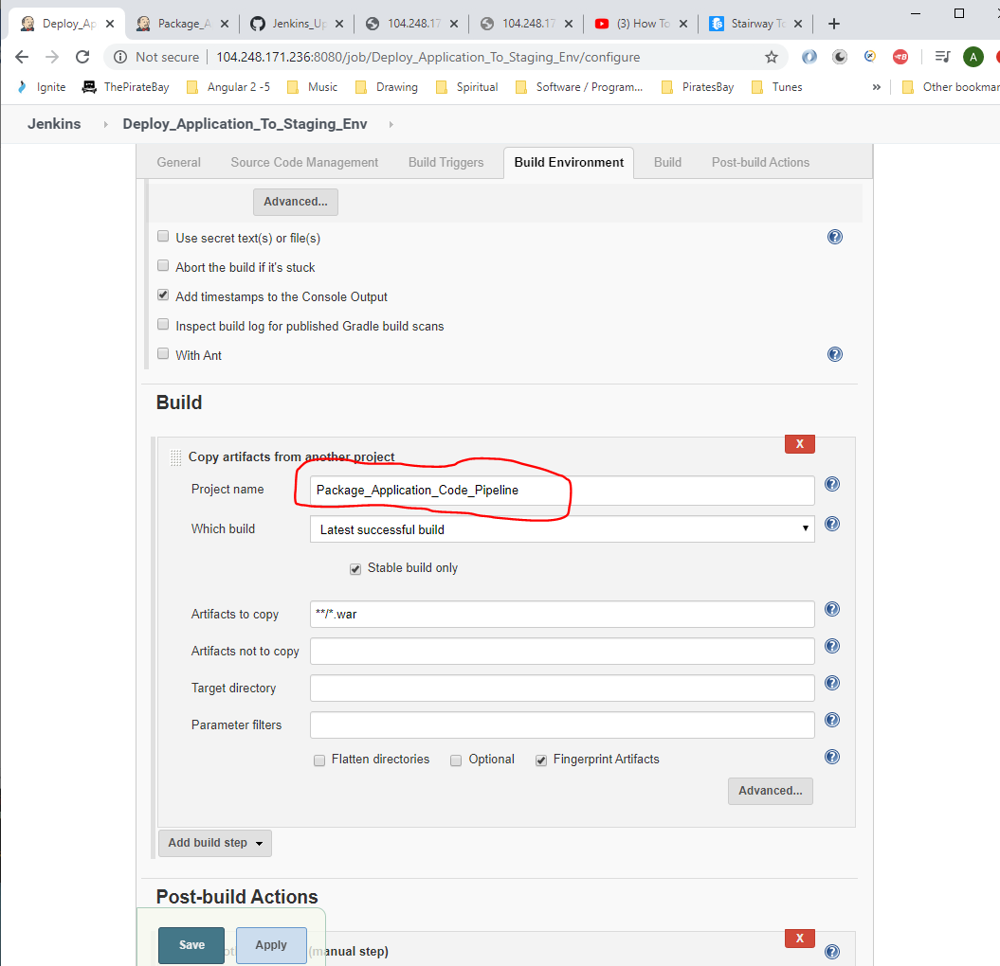 Deploy_Ap
Package_A
Jenkins_Up
104.248.17
104.248.17
(3) How To
Stairway To
Not secure
104.248.171.236:8080/job/Deploy_Application_To_Staging_Env/configure
A
Ignite
ThePirateBay
Angular 2 -5
Music
Drawing
Spiritual
Software / Program...
PiratesBay
Tunes
»
Other bookmar
Jenkins
Deploy_Application_To_Staging_Env
General
Source Code Management
Build Triggers
Build Environment
Build
Post-build Actions
Advanced...
Use secret text(s) or file(s)
Abort the build if it's stuck
Add timestamps to the Console Output
Inspect build log for published Gradle build scans
With Ant
Build
X
Copy artifacts from another project
Project name
Package_Application_Code_Pipeline
Which build
Latest successful build
Stable build only
Artifacts to copy
**/*.war
Artifacts not to copy
Target directory
Parameter filters
Flatten directories
Optional
Fingerprint Artifacts
Advanced...
Add build step
Post-build Actions
X
Save
Apply
(manual step)